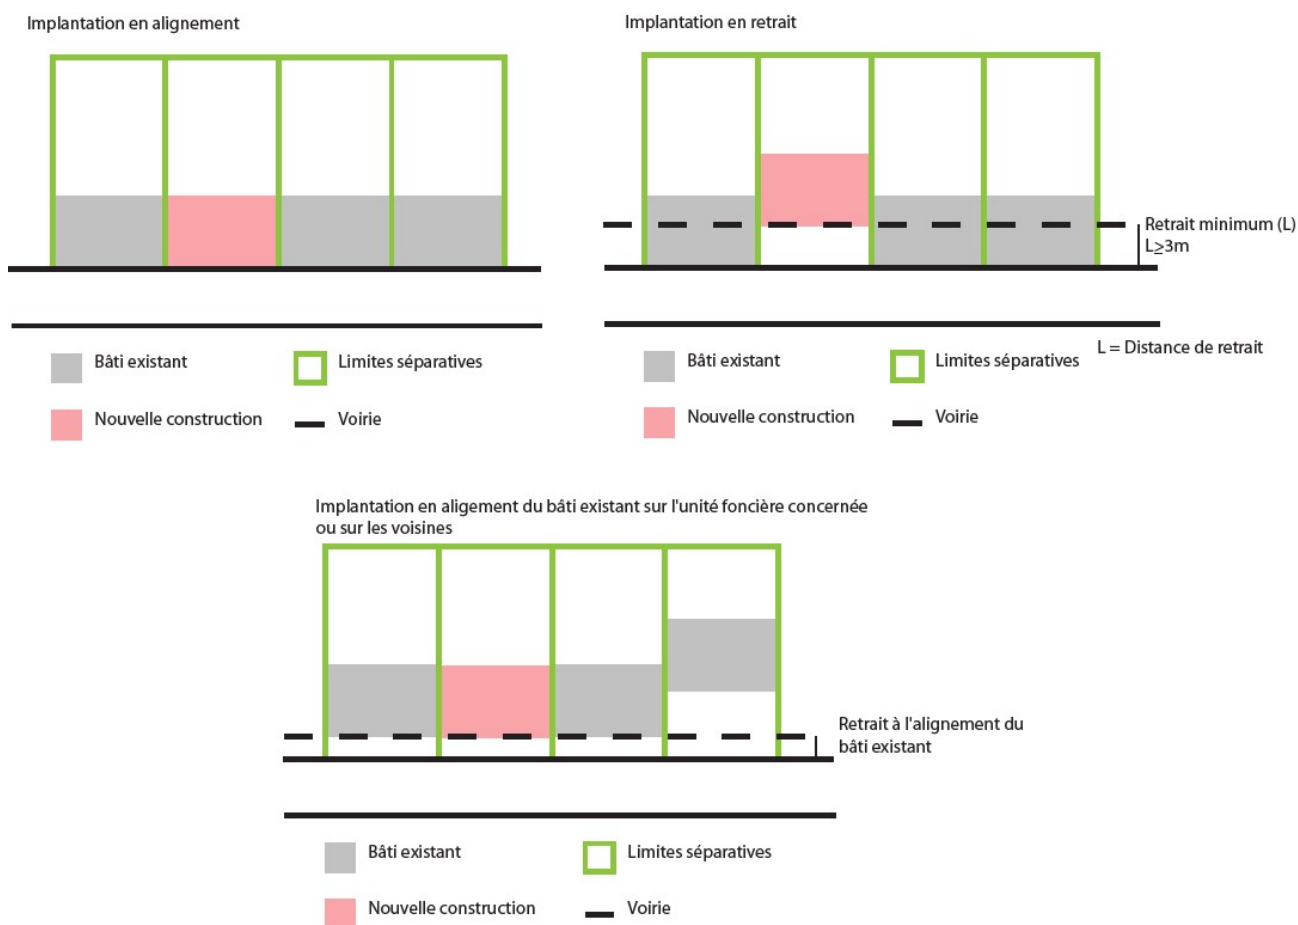 Implantation en alignement
Bâti existant
Limites séparatives
Nouvelle construction
Voirie
Implantation en retrait
Retrait minimum (L)
L≥3m
L = Distance de retrait
Bâti existant
Limites séparatives
Nouvelle construction
Voirie
Implantation en aligement du bâti existant sur l'unité foncière concernée
ou sur les voisines
Retrait à l'alignement du
bâti existant
Bâti existant
Limites séparatives
Nouvelle construction
Voirie